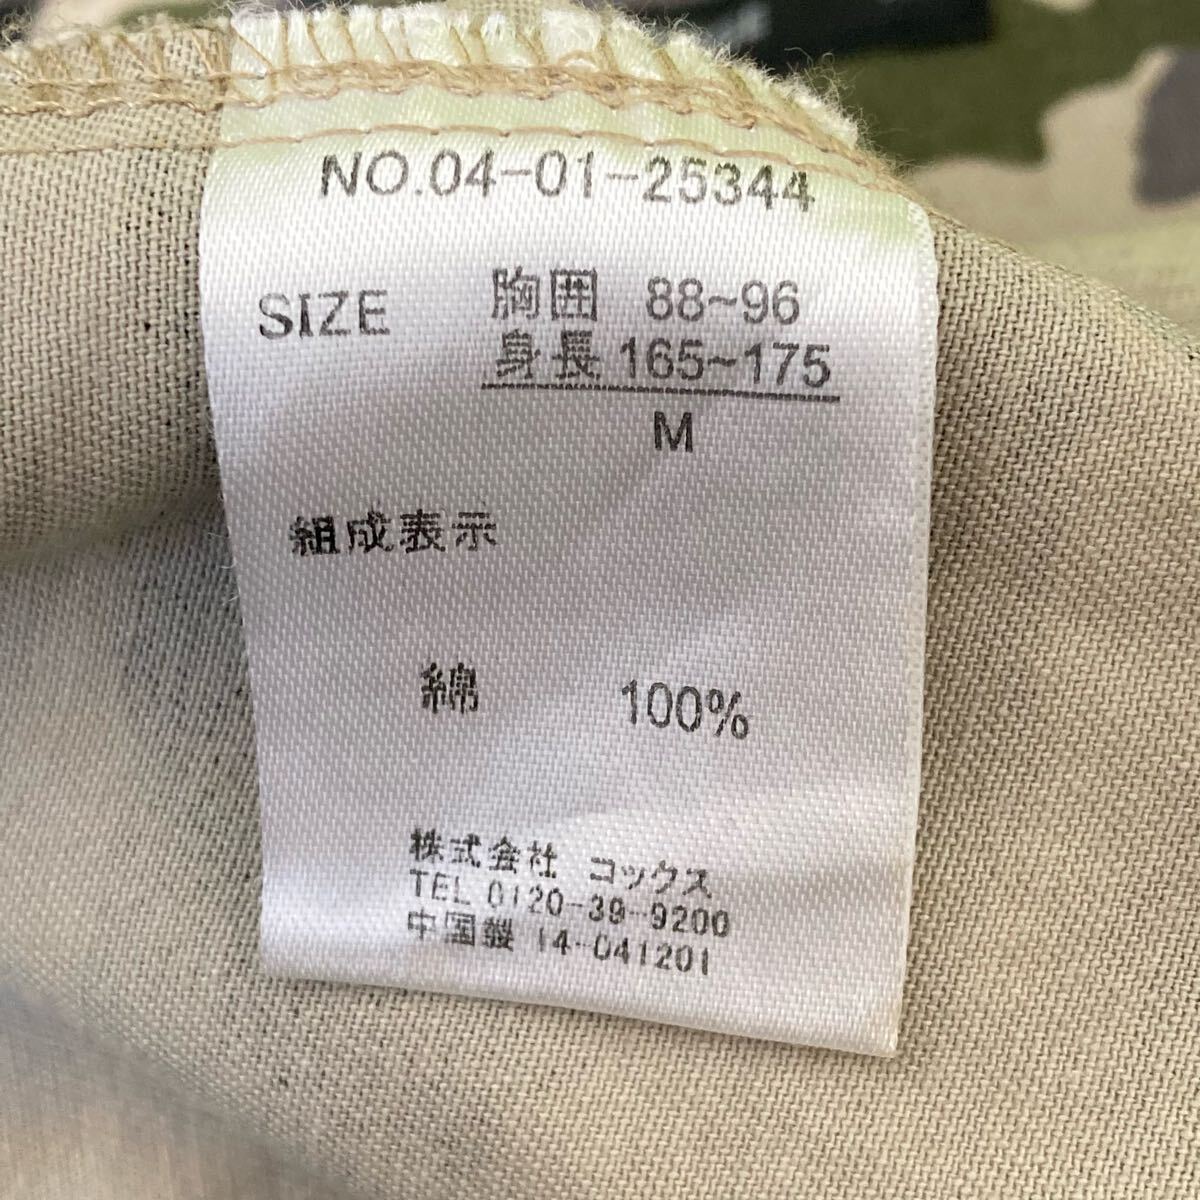 NO.04-01-25344
SIZE 胸囲 88~96
身長 165~175
M
組成表示
綿 100%
株式会社 コックス
TEL 0120-39-9200
中国製 14-041201